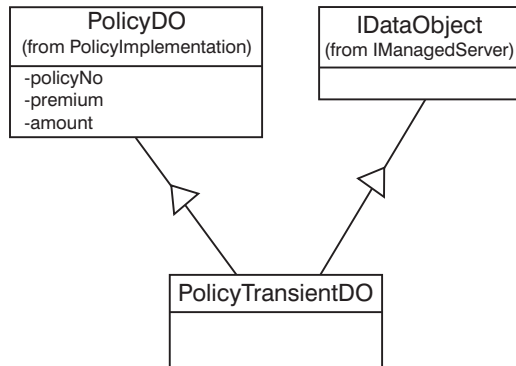 PolicyDO
(from PolicyImplementation)
-policyNo
-premium
-amount
IDataObject
(from IManagedServer)
PolicyTransientDO